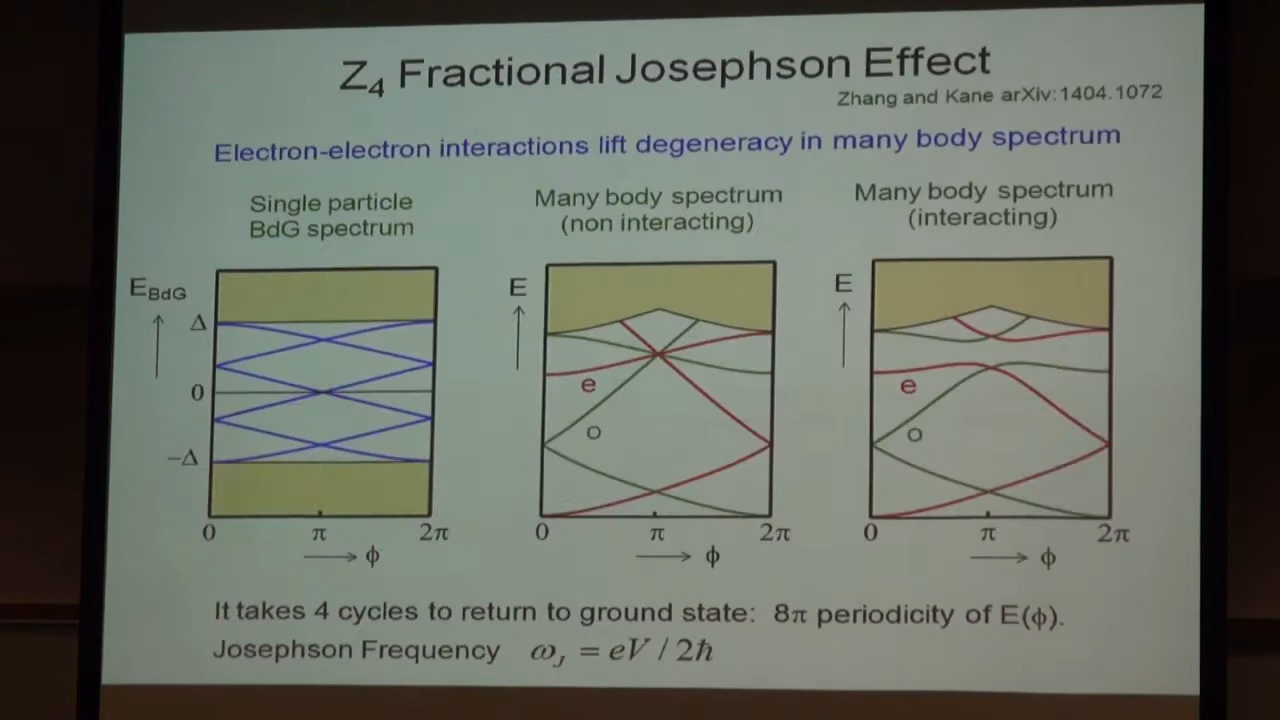 Z₄ Fractional Josephson Effect
Zhang and Kane arXiv:1404.1072
Electron-electron interactions lift degeneracy in many body spectrum
Single particle
BdG spectrum
Many body spectrum
(non interacting)
Many body spectrum
(interacting)
E_BdG
Δ
0
−Δ
0
π
2π
ϕ
E
e
o
0
π
2π
ϕ
E
e
o
0
π
2π
ϕ
It takes 4 cycles to return to ground state: 8π periodicity of E(ϕ).
Josephson Frequency ω_J = eV / 2ℏ